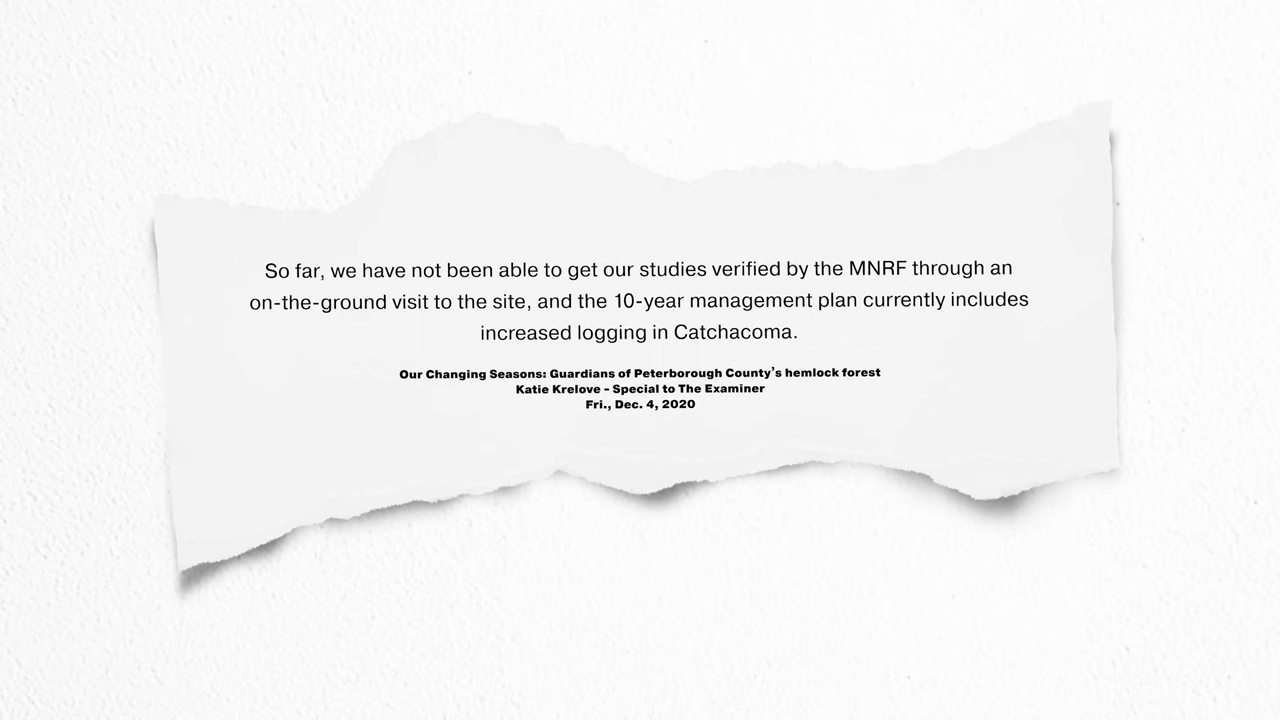 So far, we have not been able to get our studies verified by the MNRF through an
on-the-ground visit to the site, and the 10-year management plan currently includes
increased logging in Catchacoma.
Our Changing Seasons: Guardians of Peterborough County's hemlock forest
Katie Krelove - Special to The Examiner
Fri., Dec. 4, 2020